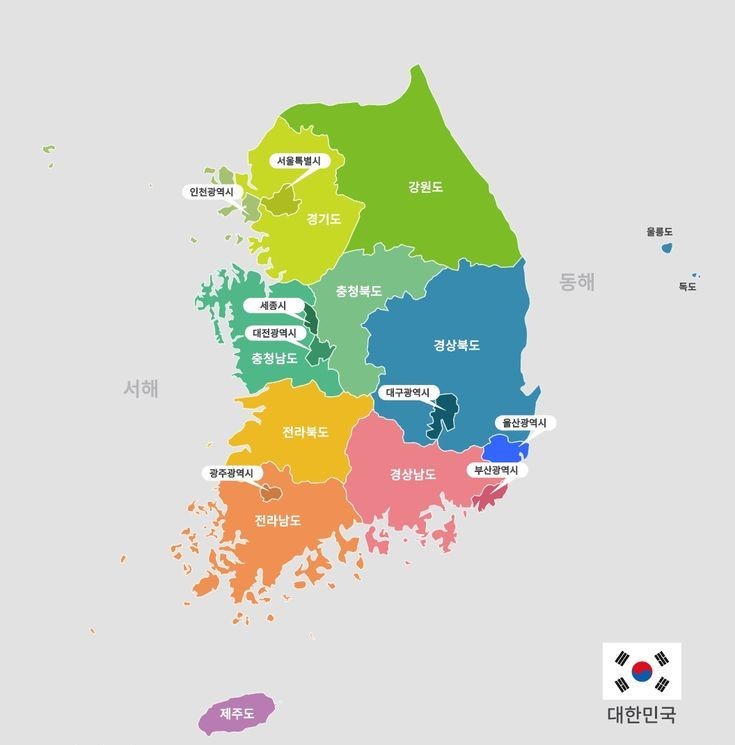 서울특별시
강원도
인천광역시
경기도
울릉도
동해
독도
충청북도
세종시
대전광역시
경상북도
충청남도
서해
대구광역시
울산광역시
전라북도
부산광역시
광주광역시
경상남도
전라남도
제주도
대한민국